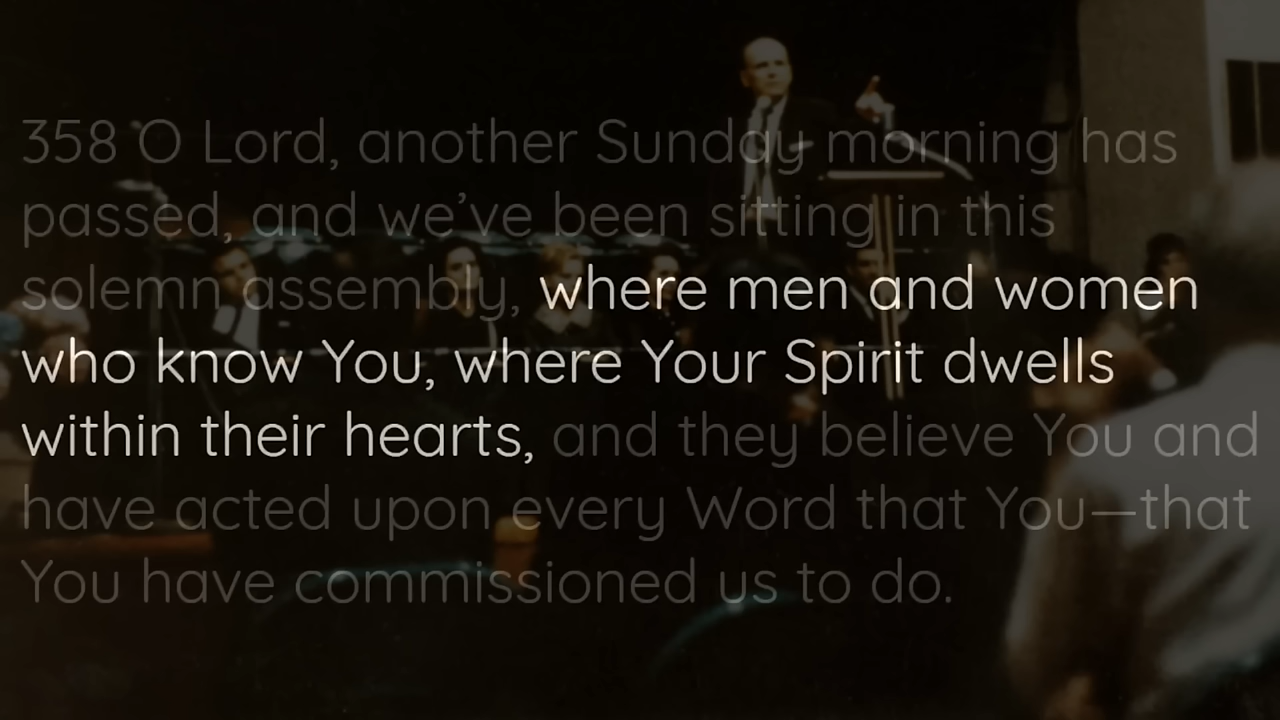 358 O Lord, another Sunday morning has
passed, and we’ve been sitting in this
solemn assembly, where men and women
who know You, where Your Spirit dwells
within their hearts, and they believe You and
have acted upon every Word that You—that
You have commissioned us to do.